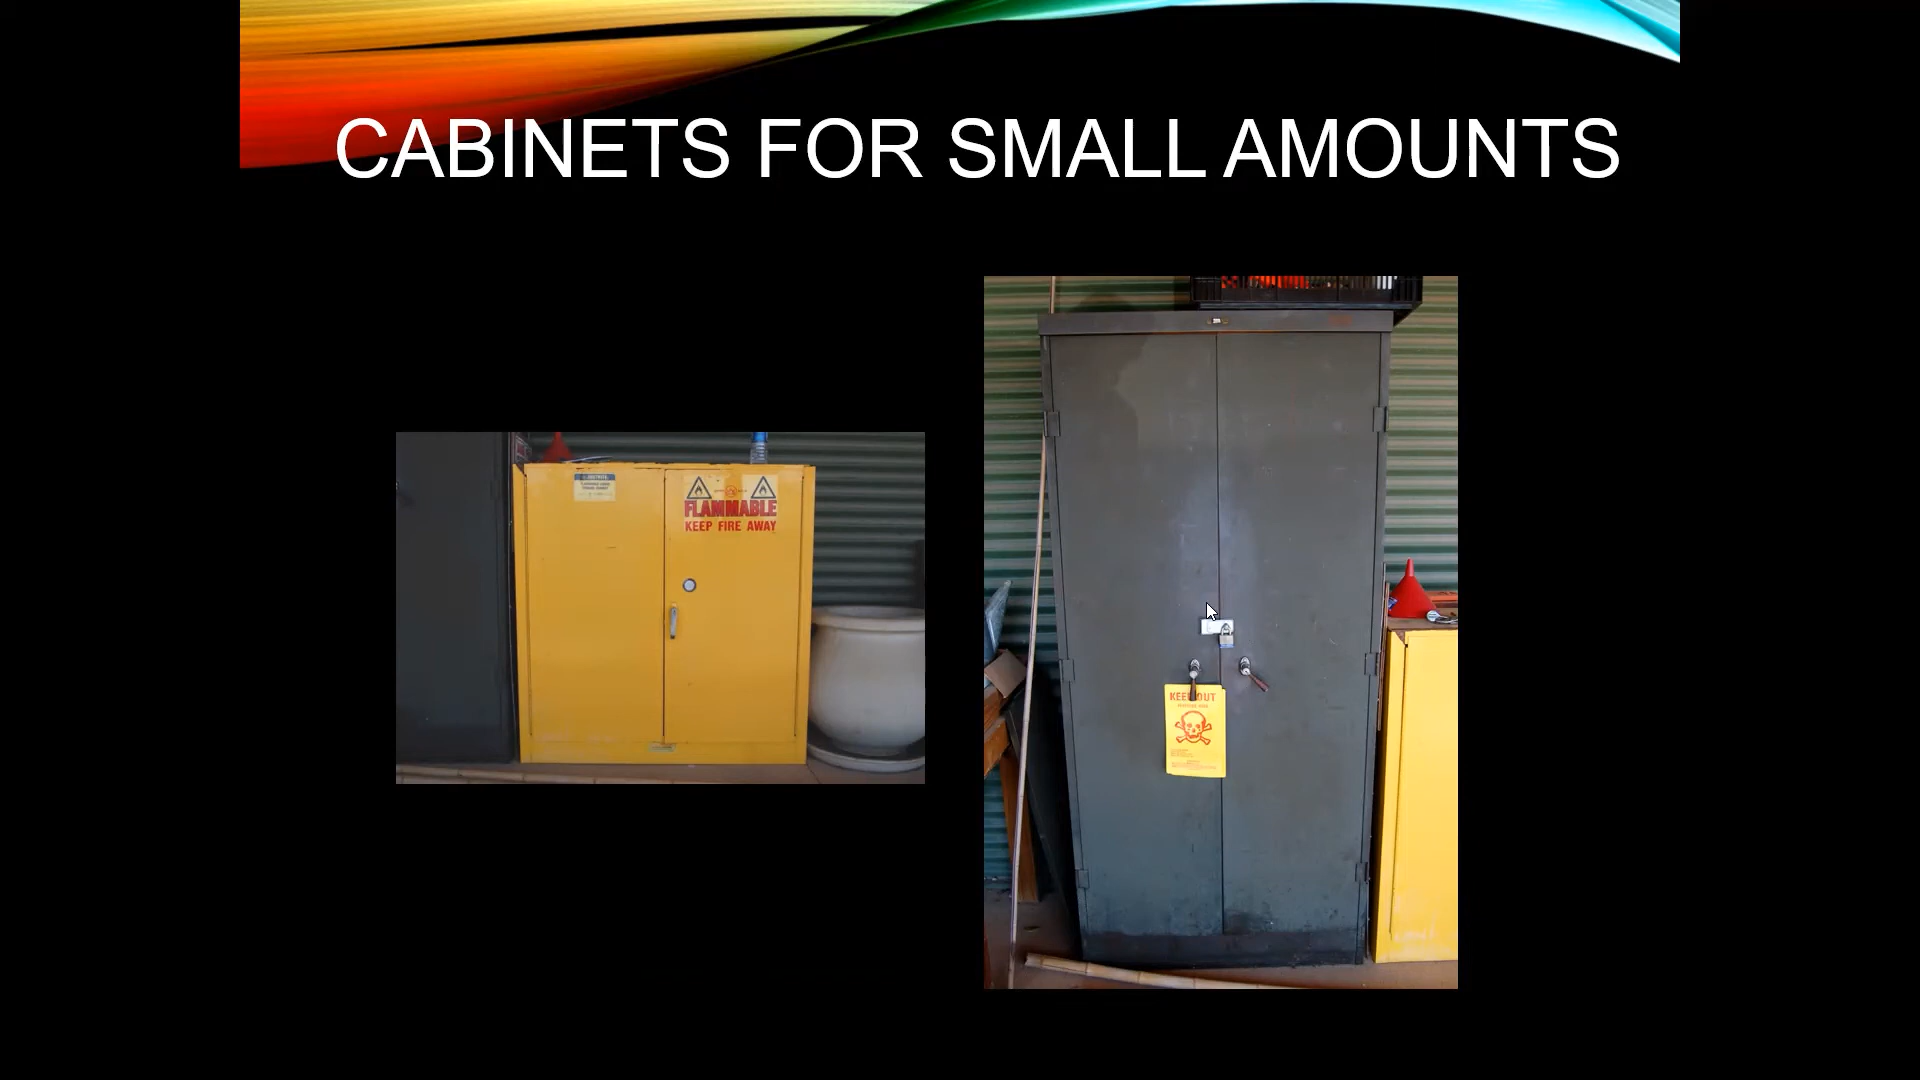 CABINETS FOR SMALL AMOUNTS
FLAMMABLE
KEEP FIRE AWAY
KEEP OUT